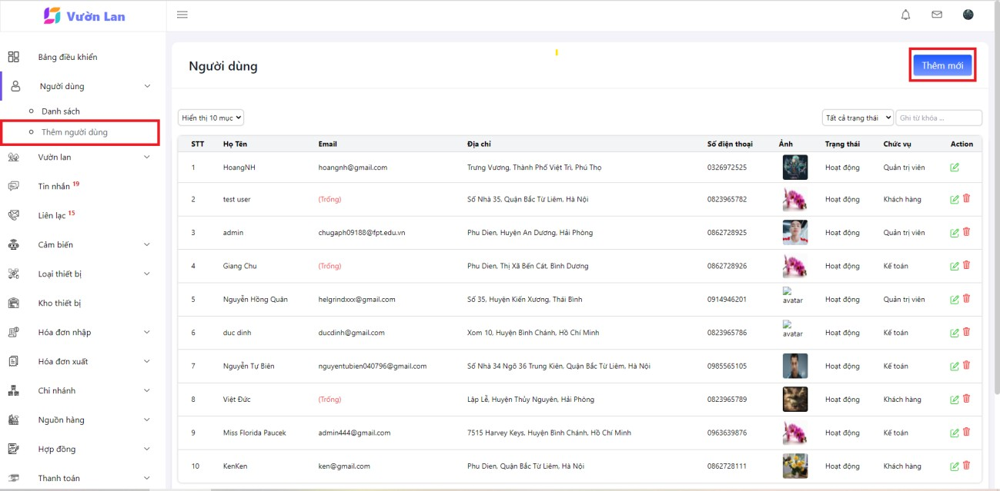 Vườn Lan
Bảng điều khiển
Người dùng
Danh sách
Thêm người dùng
Vườn lan
Tin nhắn 19
Liên lạc 15
Cảm biến
Loại thiết bị
Kho thiết bị
Hóa đơn nhập
Hóa đơn xuất
Chi nhánh
Nguồn hàng
Hợp đồng
Thanh toán
Người dùng
Thêm mới
Hiển thị 10 mục
Tất cả trạng thái
Ghi từ khóa ...
STT Họ Tên Email Địa chỉ Số điện thoại Ảnh Trạng thái Chức vụ Action
1 HoangNH hoangnh@gmail.com Trưng Vương, Thành Phố Việt Trì, Phú Thọ 0326972525 Hoạt động Quản trị viên
2 test user (Trống) Số Nhà 35, Quận Bắc Từ Liêm, Hà Nội 0823965782 Hoạt động Khách hàng
3 admin chugaph09188@fpt.edu.vn Phu Dien, Huyện An Dương, Hải Phòng 0862728925 Hoạt động Quản trị viên
4 Giang Chu (Trống) Phu Dien, Thị Xã Bến Cát, Bình Dương 0862728926 Hoạt động Kế toán
5 Nguyễn Hồng Quân helgrindxxx@gmail.com Số 35, Huyện Kiến Xương, Thái Bình 0914946201 avatar Hoạt động Quản trị viên
6 duc dinh ducdinh@gmail.com Xom 10, Huyện Bình Chánh, Hồ Chí Minh 0823965786 avatar Hoạt động Kế toán
7 Nguyễn Tự Biên nguyentubien040796@gmail.com Số Nhà 34 Ngõ 36 Trung Kiên, Quận Bắc Từ Liêm, Hà Nội 0985565105 Hoạt động Kế toán
8 Việt Đức (Trống) Lập Lễ, Huyện Thủy Nguyên, Hải Phòng 0823965789 Hoạt động Khách hàng
9 Miss Florida Paucek admin444@gmail.com 7515 Harvey Keys, Huyện Bình Chánh, Hồ Chí Minh 0963639876 Hoạt động Kế toán
10 KenKen ken@gmail.com Phu Dien, Quận Bắc Từ Liêm, Hà Nội 0862728111 Hoạt động Kế toán